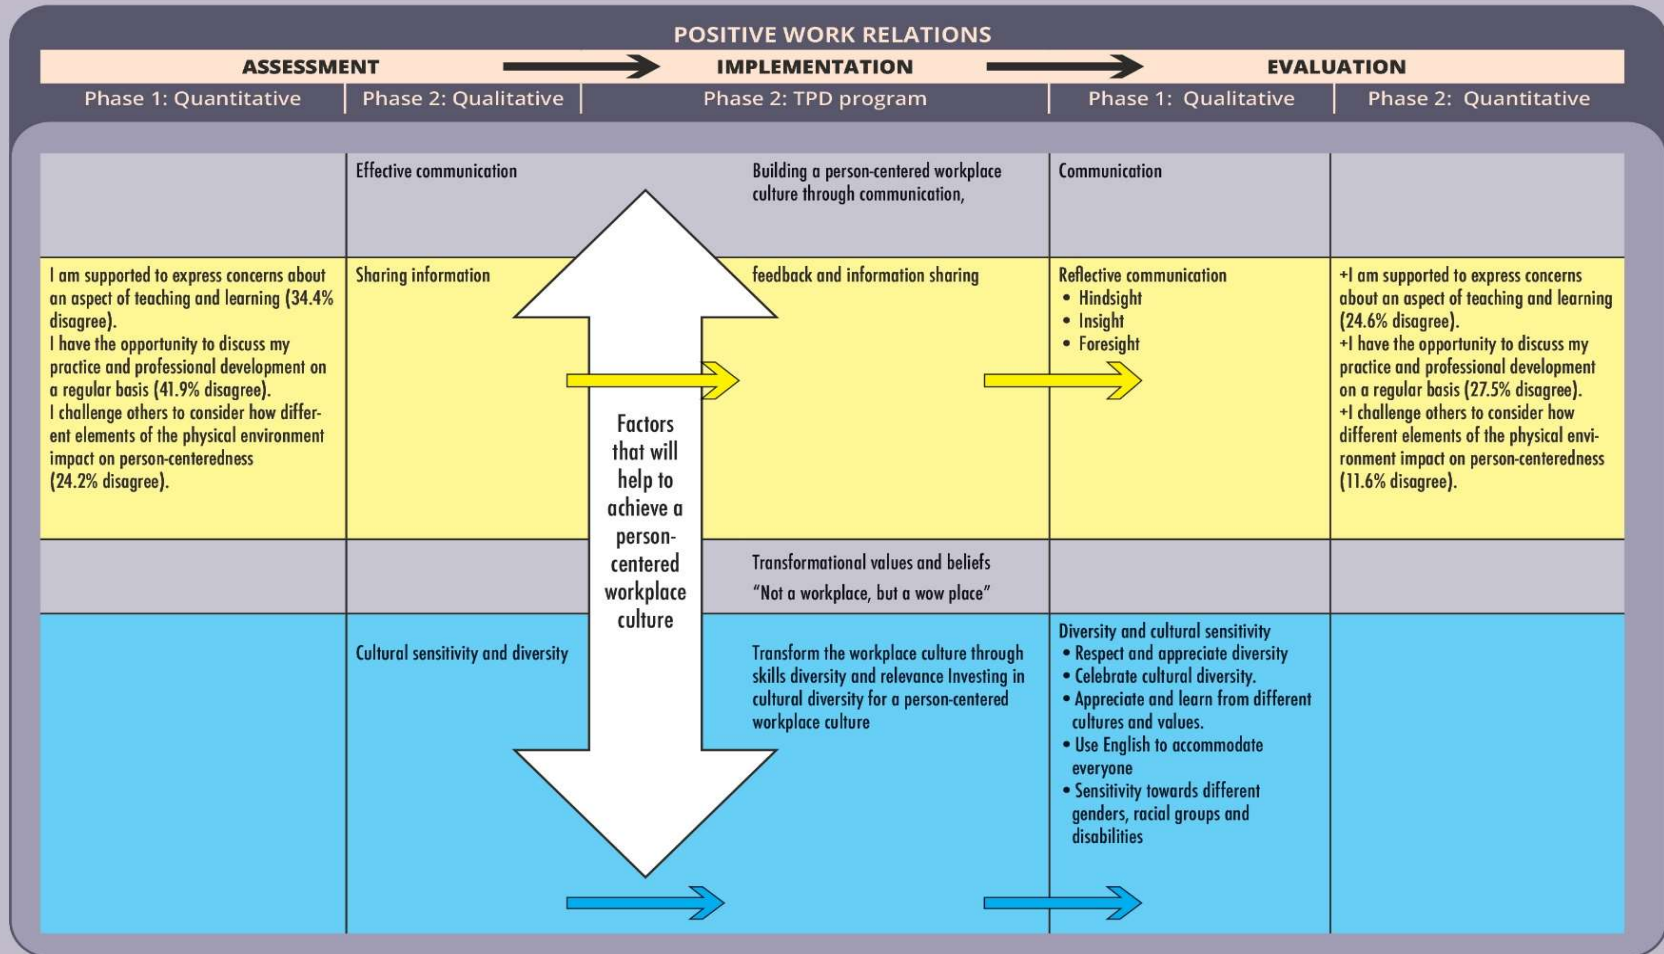 POSITIVE WORK RELATIONS
ASSESSMENT
IMPLEMENTATION
EVALUATION
Phase 1: Quantitative
Phase 2: Qualitative
Phase 2: TPD program
Phase 1: Qualitative
Phase 2: Quantitative
Effective communication
Building a person-centered workplace
culture through communication,
Communication
I am supported to express concerns about
an aspect of teaching and learning (34.4%
disagree).
I have the opportunity to discuss my
practice and professional development on
a regular basis (41.9% disagree).
I challenge others to consider how differ-
ent elements of the physical environment
impact on person-centeredness
(24.2% disagree).
Sharing information
feedback and information sharing
Reflective communication
• Hindsight
• Insight
• Foresight
+I am supported to express concerns
about an aspect of teaching and learning
(24.6% disagree).
+I have the opportunity to discuss my
practice and professional development
on a regular basis (27.5% disagree).
+I challenge others to consider how
different elements of the physical envi-
ronment impact on person-centeredness
(11.6% disagree).
Factors
that will
help to
achieve a
person-
centered
workplace
culture
Transformational values and beliefs
“Not a workplace, but a wow place”
Cultural sensitivity and diversity
Transform the workplace culture through
skills diversity and relevance Investing in
cultural diversity for a person-centered
workplace culture
Diversity and cultural sensitivity
• Respect and appreciate diversity
• Celebrate cultural diversity.
• Appreciate and learn from different
cultures and values.
• Use English to accommodate
everyone
• Sensitivity towards different
genders, racial groups and
disabilities